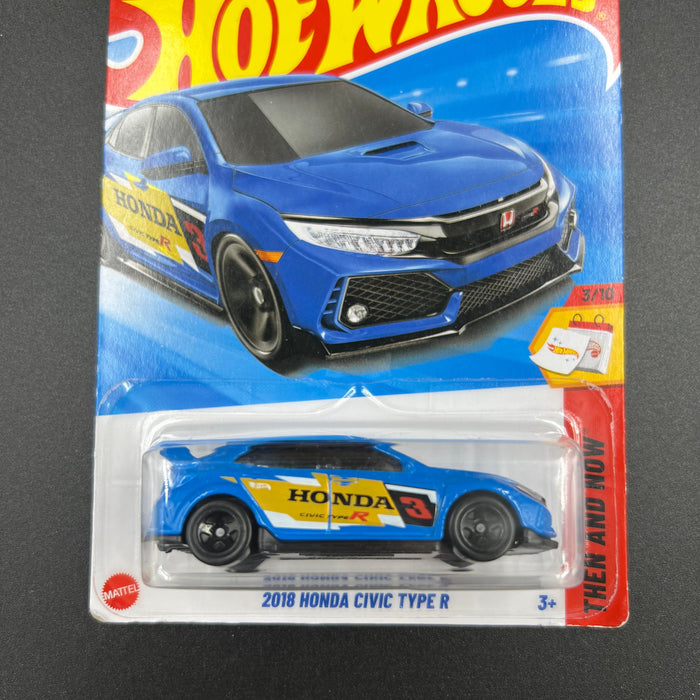 HOT WHEELS
®
HONDA
CIVIC TYPE R
3
3/10
THEN AND NOW
HONDA 3
CIVIC TYPE R
MATTEL
2018 HONDA CIVIC TYPE R
3+